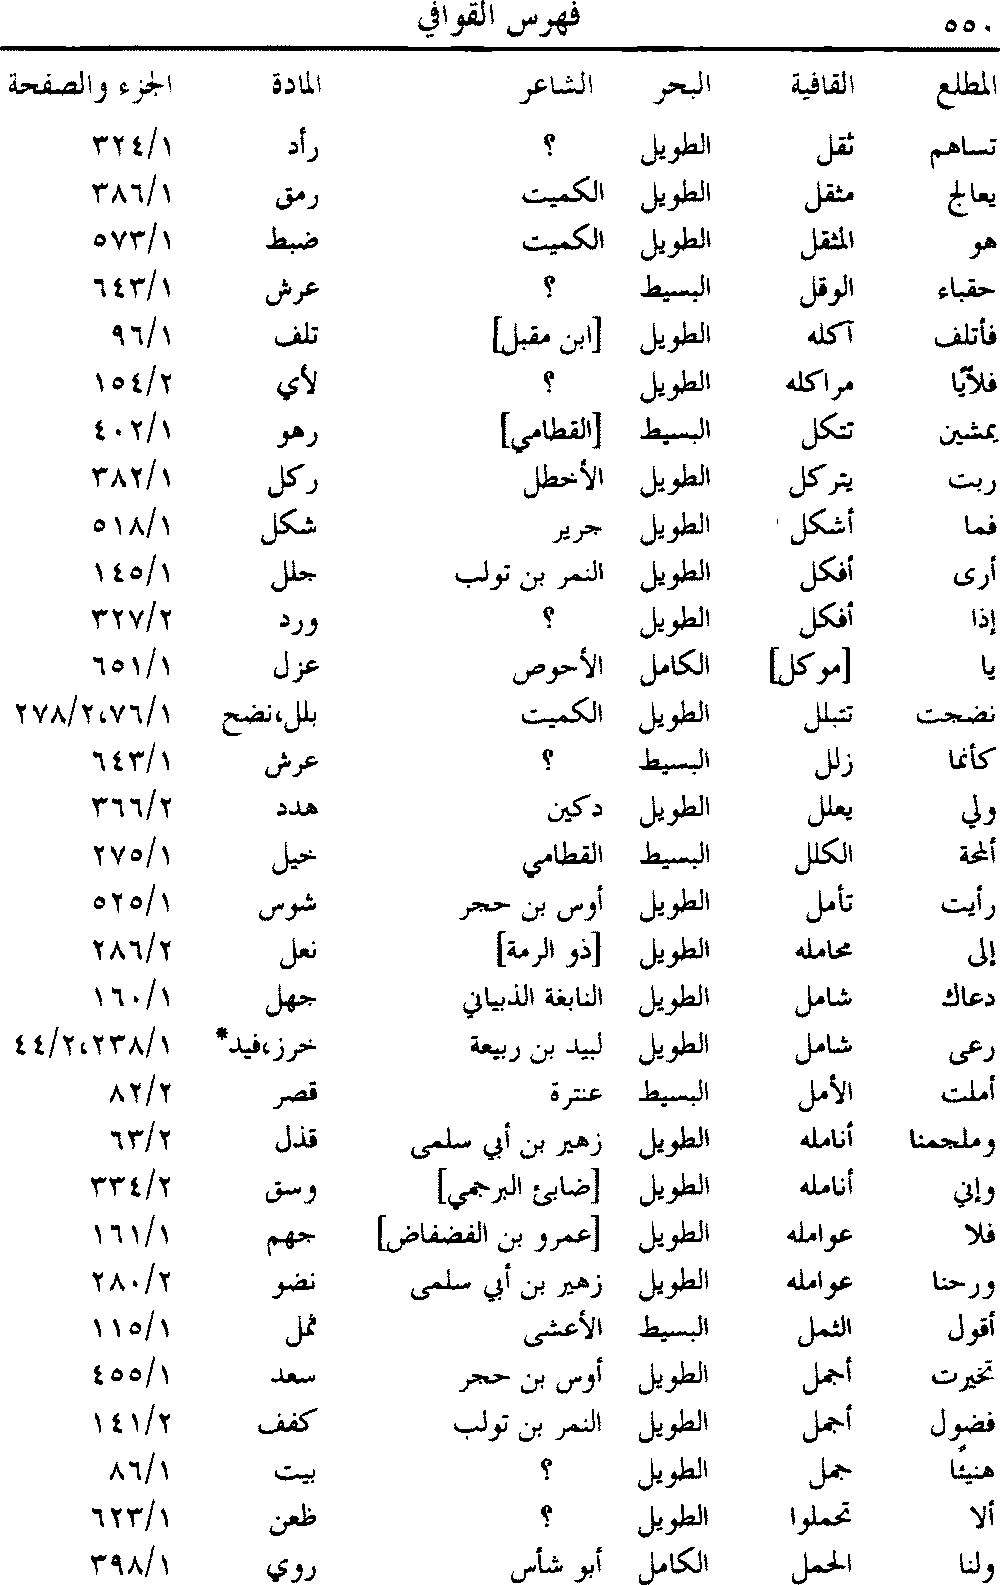 ٥٥٠ فهرس القوافي
المطلع القافية البحر الشاعر المادة الجزء والصفحة
تساهم ثقل الطويل ؟ رأد ٣٢٤/١
يعالج مثقل الطويل الكميت رمق ٣٨٦/١
هو المثقل الطويل الكميت ضبط ٥٧٣/١
حقباء الوقل البسيط ؟ عرش ٦٤٣/١
فأتلف آكله الطويل [ابن مقبل] تلف ٩٦/١
فلأيًا مراكله الطويل ؟ لأي ١٥٤/٢
يمشين تتكل البسيط [القطامي] رهو ٤٠٢/١
ربت يتركل الطويل الأخطل ركل ٣٨٢/١
فما أشكل الطويل جرير شكل ٥١٨/١
أرى أفكل الطويل النمر بن تولب جلل ١٤٥/١
إذا أفكل الطويل ؟ ورد ٣٢٧/٢
يا [موكل] الكامل الأحوص عزل ٦٥١/١
نضجت تتبلل الطويل الكميت بلل،نضح ٢٧٨/٢،٧٦/١
كأنما زلل البسيط ؟ عرش ٦٤٣/١
ولي يعلل الطويل دكين هدد ٣٦٦/٢
ألمحة الكلل البسيط القطامي خيل ٢٧٥/١
رأيت تأمل الطويل أوس بن حجر شوس ٥٢٥/١
إلى محامله الطويل [ذو الرمة] نعل ٢٨٦/٢
دعاك شامل الطويل النابغة الذبياني جهل ١٦٠/١
رعى شامل الطويل لبيد بن ربيعة خرز،فيد* ٤٤/٢،٢٣٨/١
أملت الأمل البسيط عنترة قصر ٨٢/٢
وملجمنا أنامله الطويل زهير بن أبي سلمى قذل ٦٣/٢
وإني أنامله الطويل [ضابئ البرجمي] وسق ٣٣٤/٢
فلا عوامله الطويل [عمرو بن الفضفاض] جهم ١٦١/١
ورحنا عوامله الطويل زهير بن أبي سلمى نضو ٢٨٠/٢
أقول الثمل البسيط الأعشى ثمل ١١٥/١
تخيرت أجمل الطويل أوس بن حجر سعد ٤٥٥/١
فضول أجمل الطويل النمر بن تولب كفف ١٤١/٢
هنيئًا جمل الطويل ؟ بيت ٨٦/١
ألا تحملوا الطويل ؟ ظعن ٦٢٣/١
ولنا الحمل الكامل أبو شأس روي ٣٩٨/١